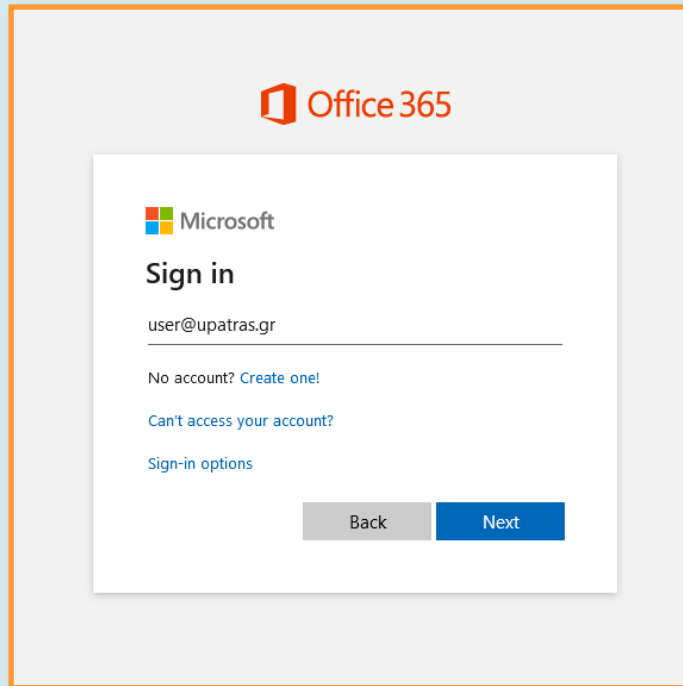 Office 365
Microsoft
Sign in
user@upatras.gr
No account? Create one!
Can't access your account?
Sign-in options
Back Next